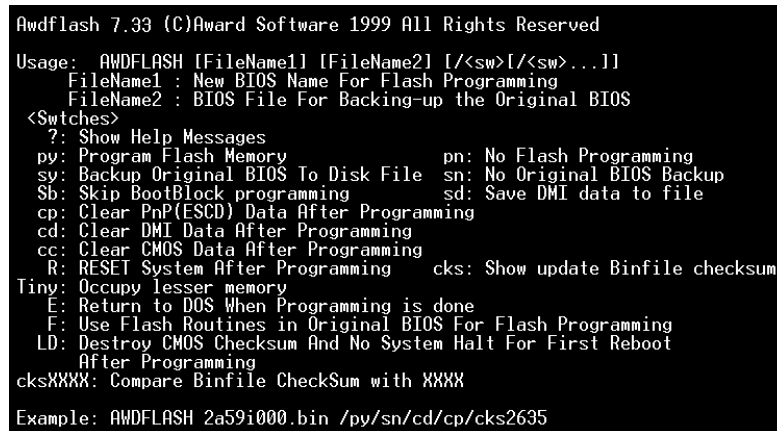 Awdflash 7.33 (C)Award Software 1999 All Rights Reserved
Usage: AWDFLASH [FileName1] [FileName2] [/<sw>[/<sw>...]]
FileName1 : New BIOS Name For Flash Programming
FileName2 : BIOS File For Backing-up the Original BIOS
<Swtches>
?: Show Help Messages
py: Program Flash Memory pn: No Flash Programming
sy: Backup Original BIOS To Disk File sn: No Original BIOS Backup
Sb: Skip BootBlock programming sd: Save DMI data to file
cp: Clear PnP(ESCD) Data After Programming
cd: Clear DMI Data After Programming
cc: Clear CMOS Data After Programming
R: RESET System After Programming cks: Show update Binfile checksum
Tiny: Occupy lesser memory
E: Return to DOS When Programming is done
F: Use Flash Routines in Original BIOS For Flash Programming
LD: Destroy CMOS Checksum And No System Halt For First Reboot
After Programming
cksXXXX: Compare Binfile CheckSum with XXXX
Example: AWDFLASH 2a59i000.bin /py/sn/cd/cp/cks2635